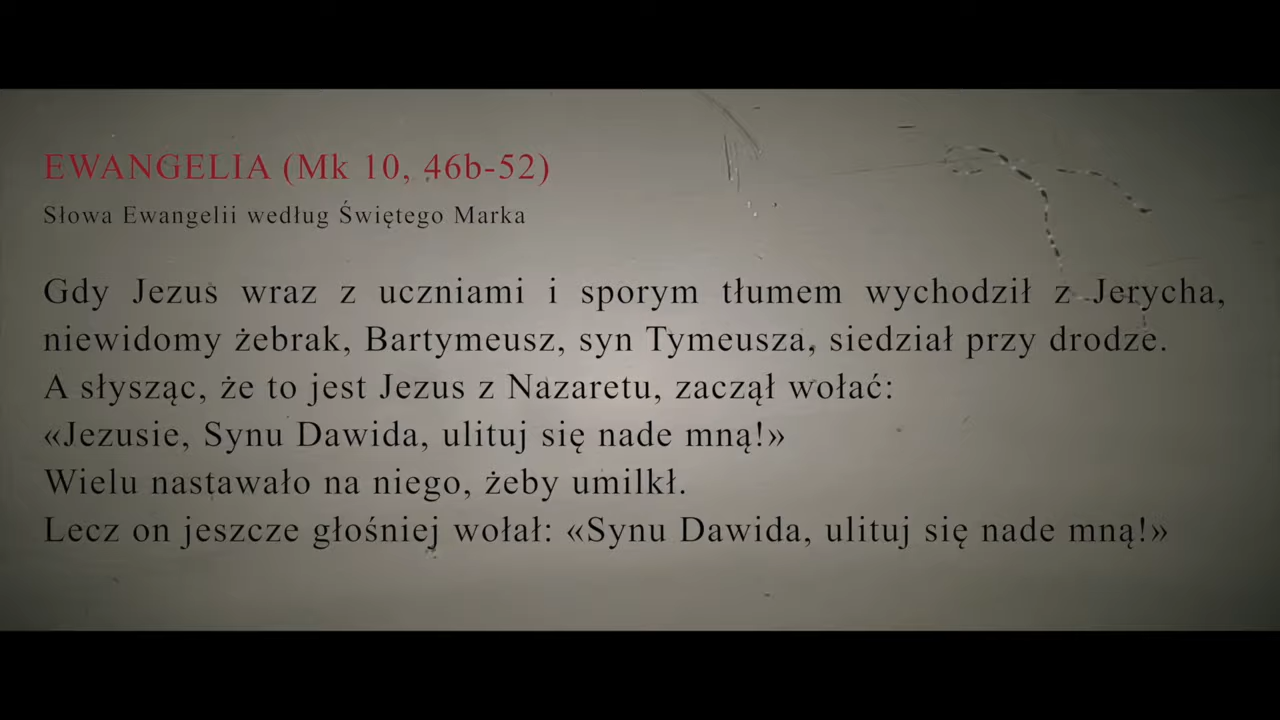 EWANGELIA (Mk 10, 46b-52)
Słowa Ewangelii według Świętego Marka
Gdy Jezus wraz z uczniami i sporym tłumem wychodził z Jerycha,
niewidomy żebrak, Bartymeusz, syn Tymeusza, siedział przy drodze.
A słysząc, że to jest Jezus z Nazaretu, zaczął wołać:
«Jezusie, Synu Dawida, ulituj się nade mną!»
Wielu nastawało na niego, żeby umilkł.
Lecz on jeszcze głośniej wołał: «Synu Dawida, ulituj się nade mną!»